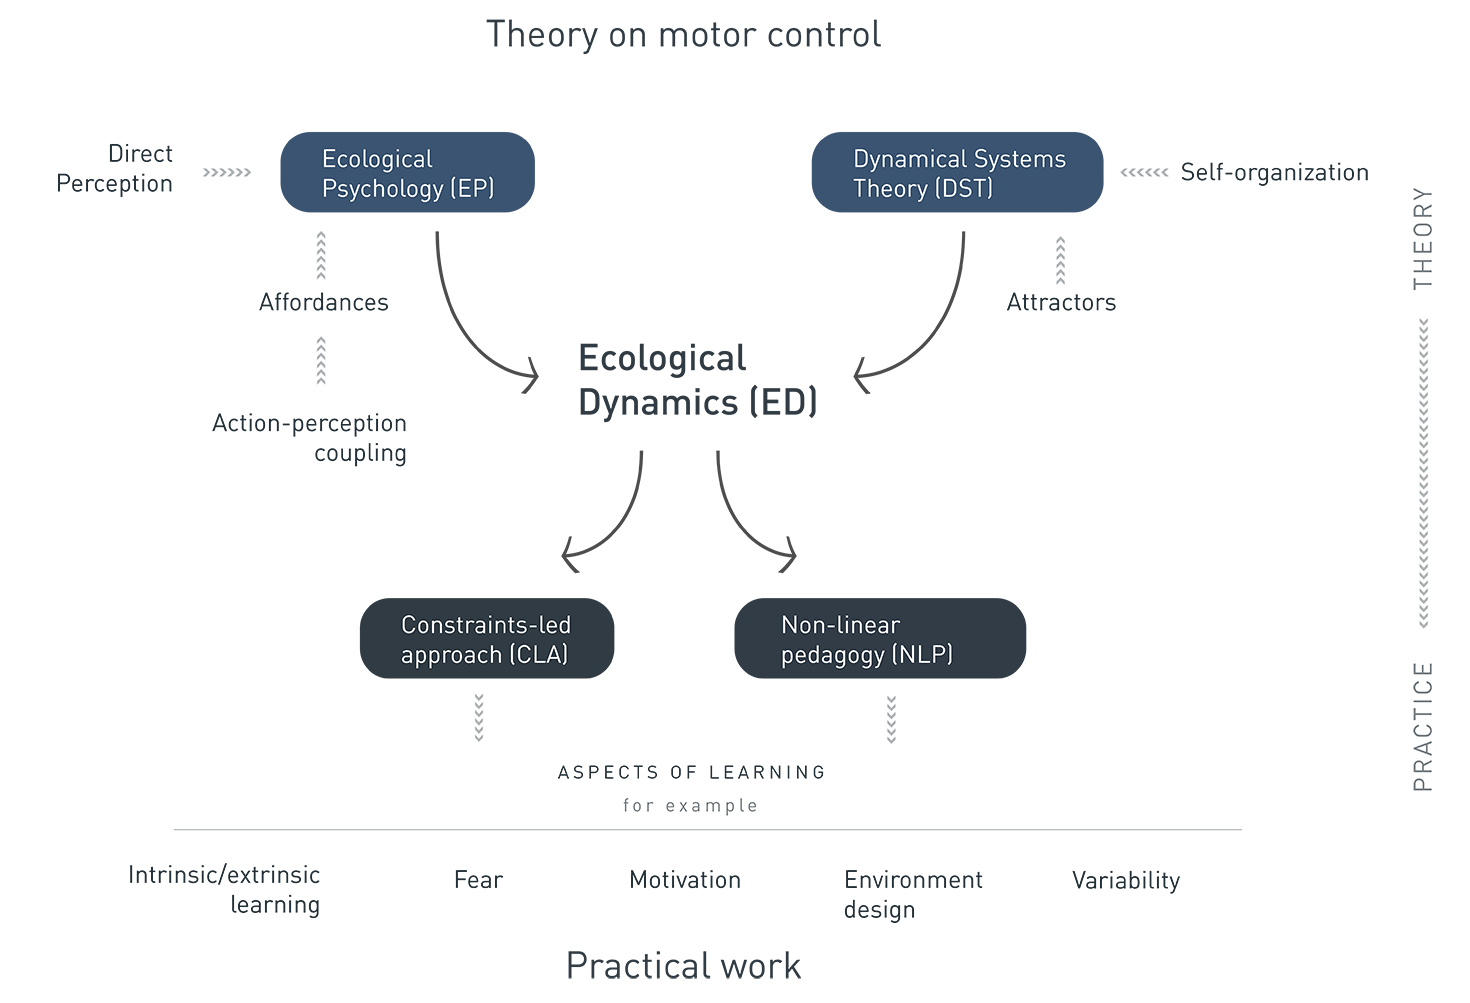 Theory on motor control
Direct
Perception
Ecological
Psychology (EP)
Dynamical Systems
Theory (DST)
Self-organization
THEORY
Affordances
Attractors
Ecological
Dynamics (ED)
Action-perception
coupling
Constraints-led
approach (CLA)
Non-linear
pedagogy (NLP)
PRACTICE
ASPECTS OF LEARNING
for example
Intrinsic/extrinsic
learning
Fear
Motivation
Environment
design
Variability
Practical work